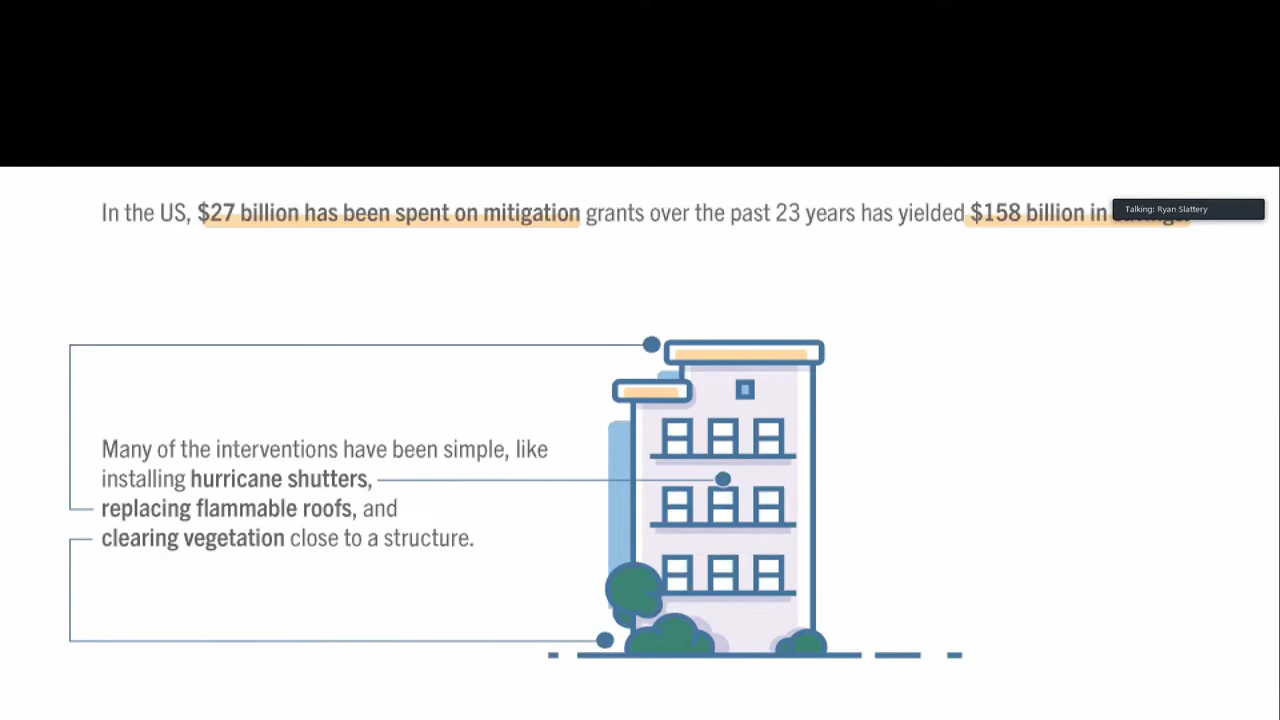 In the US, $27 billion has been spent on mitigation grants over the past 23 years has yielded $158 billion in
Talking: Ryan Slattery
Many of the interventions have been simple, like
installing hurricane shutters,
replacing flammable roofs, and
clearing vegetation close to a structure.